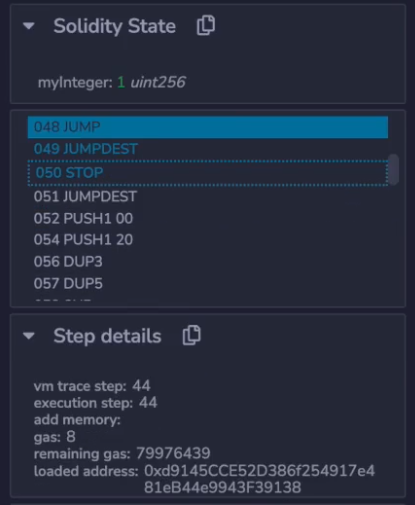 Solidity State
myInteger: 1 uint256
048 JUMP
049 JUMPDEST
050 STOP
051 JUMPDEST
052 PUSH1 00
054 PUSH1 20
056 DUP3
057 DUP5
Step details
vm trace step: 44
execution step: 44
add memory:
gas: 8
remaining gas: 79976439
loaded address: 0xd9145CCE52D386f254917e4
81eB44e9943F39138